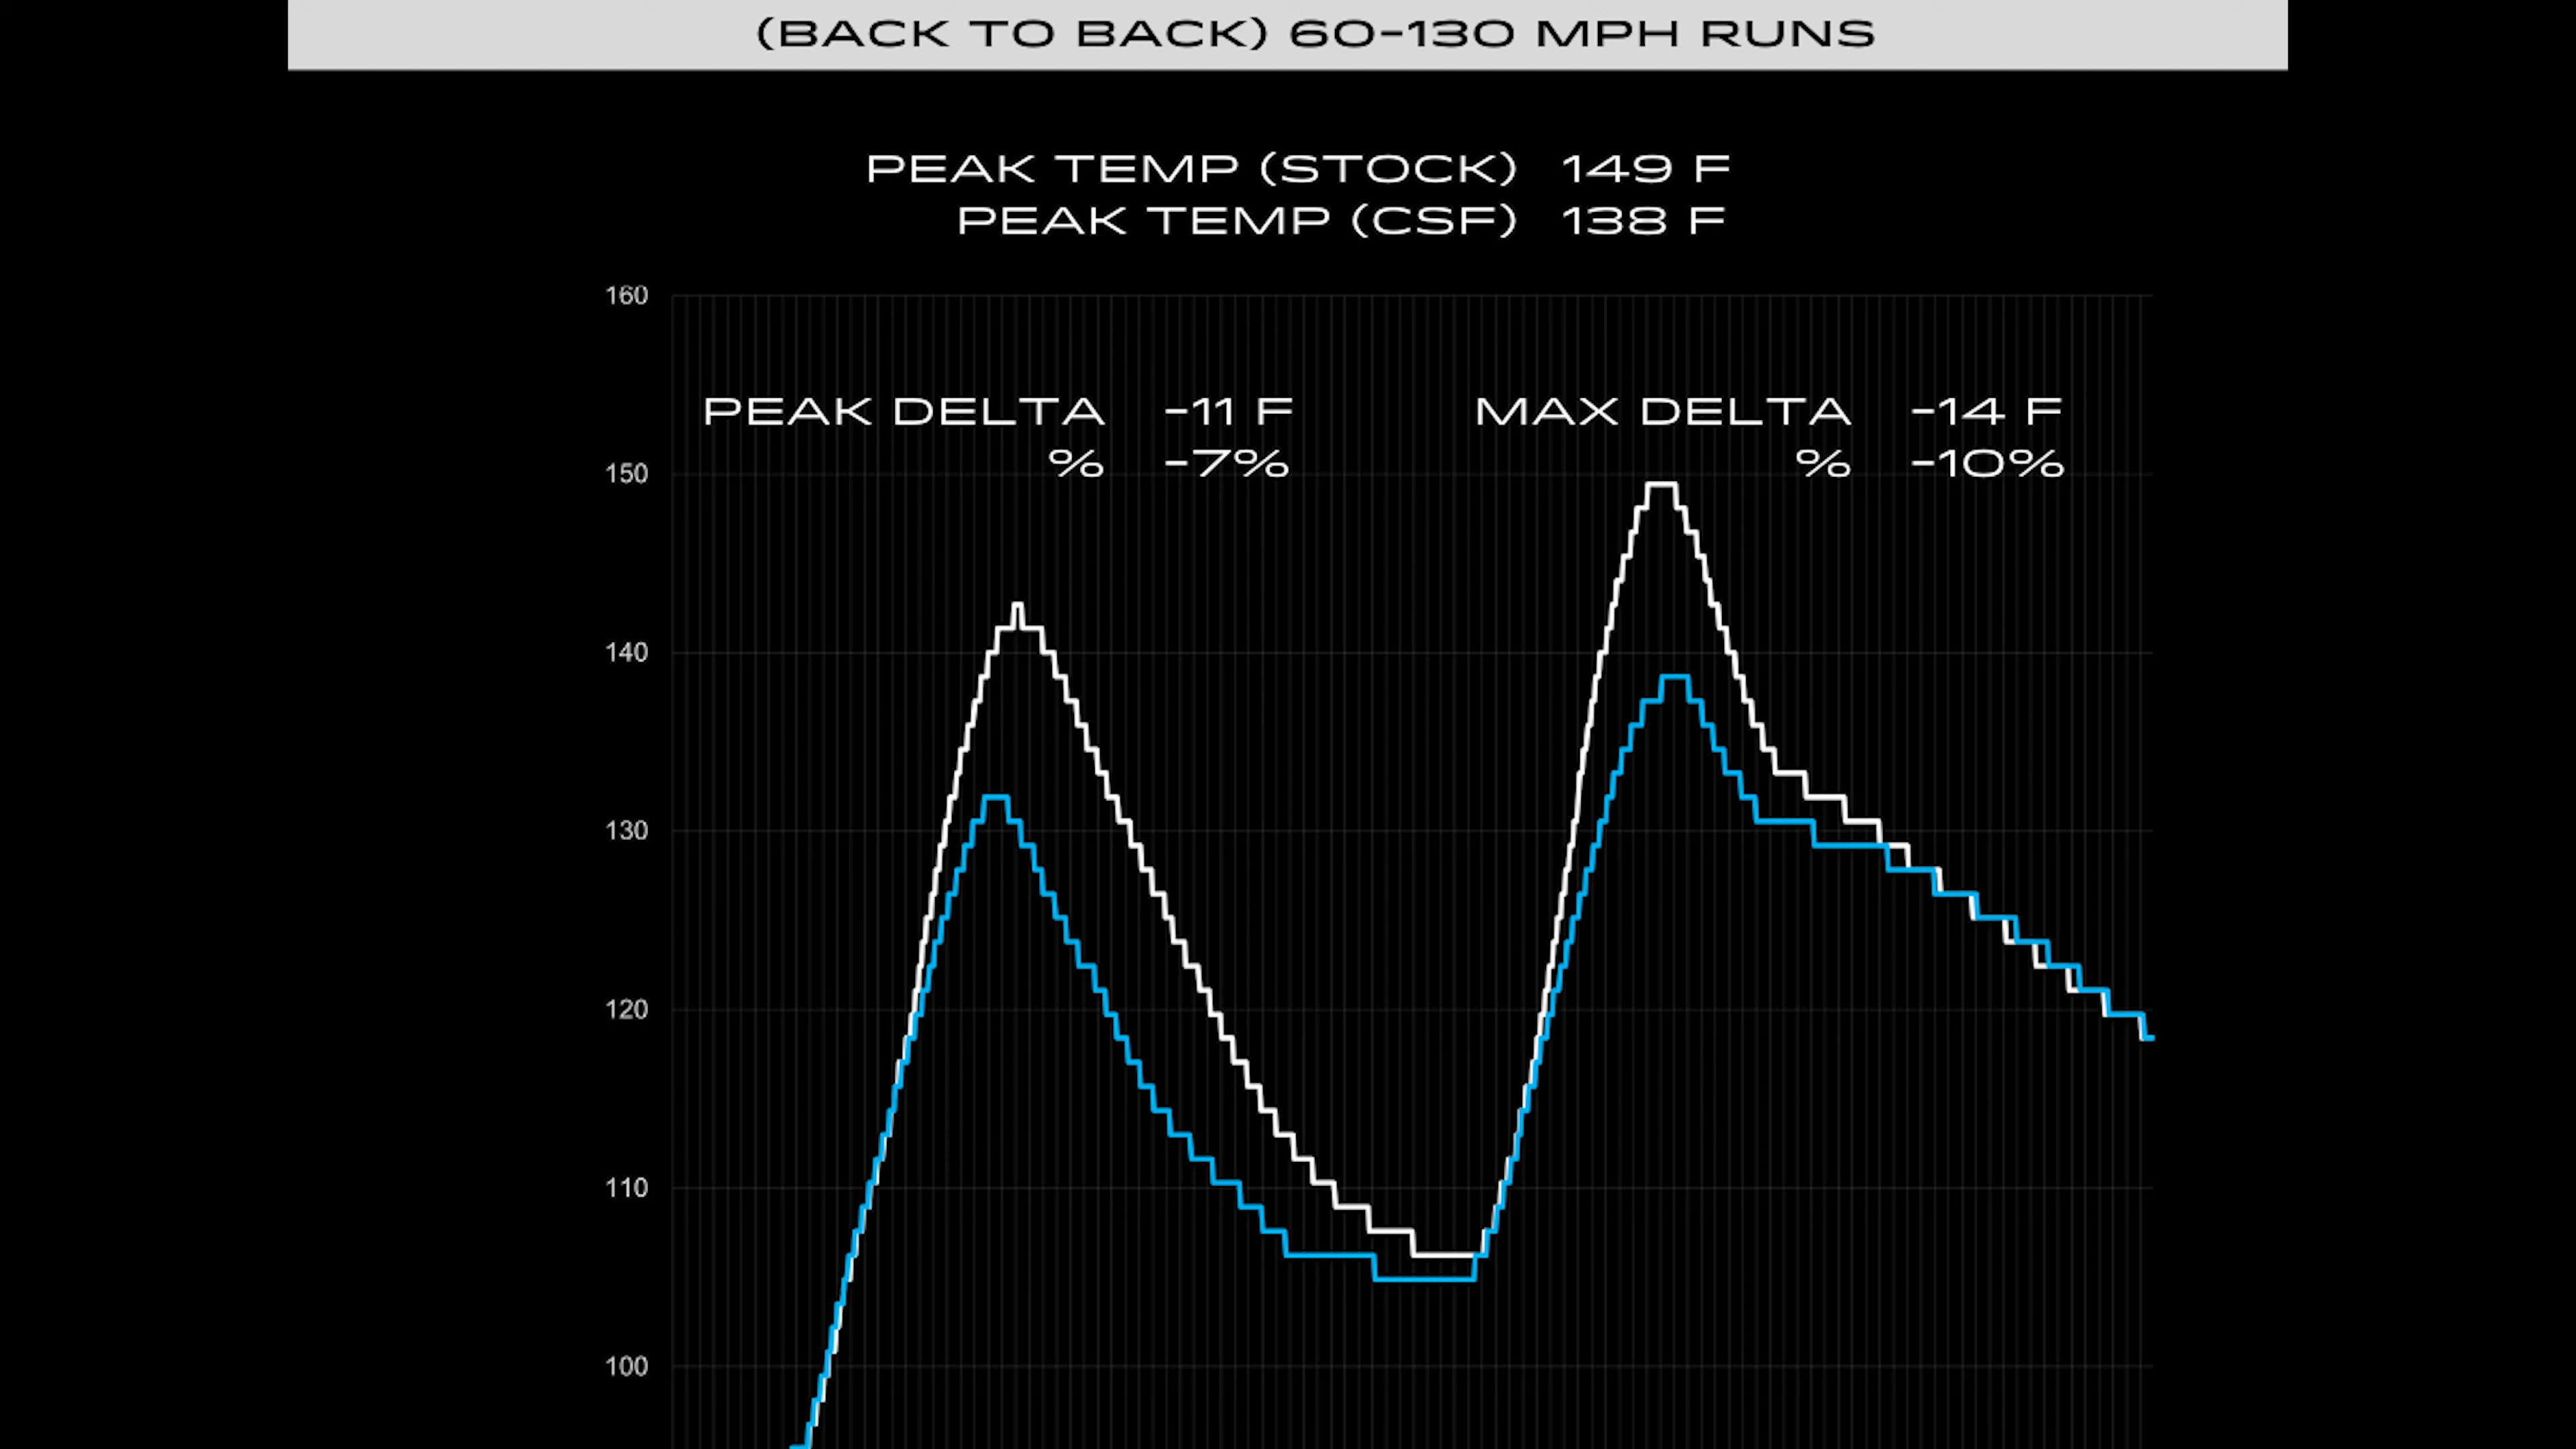 (BACK TO BACK) 60-130 MPH RUNS
PEAK TEMP (STOCK) 149 F
PEAK TEMP (CSF) 138 F
160
PEAK DELTA -11 F
% -7%
MAX DELTA -14 F
% -10%
150
140
130
120
110
100